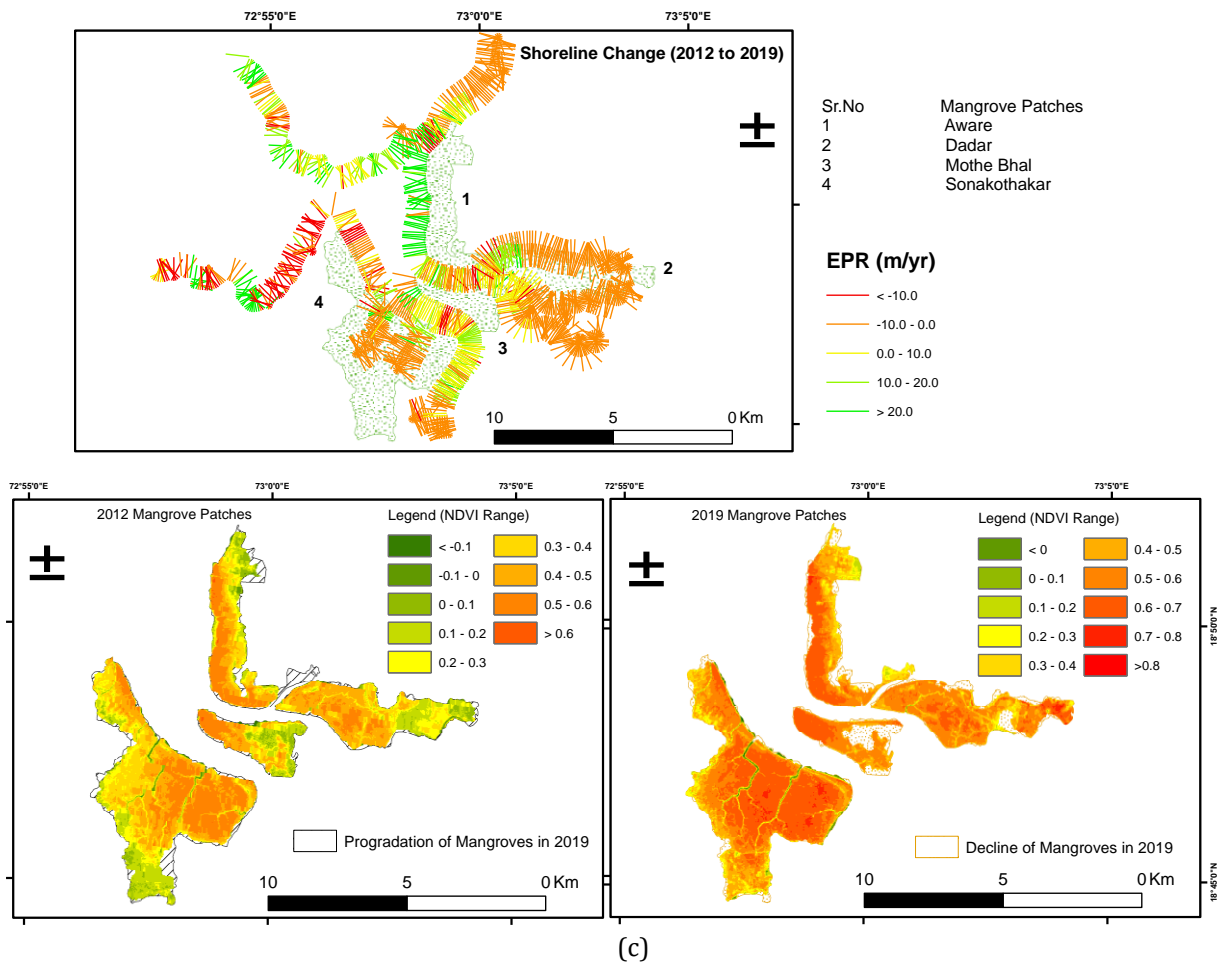 72°55'0"E 73°0'0"E 73°5'0"E
Shoreline Change (2012 to 2019)
Sr.No Mangrove Patches
1 Aware
2 Dadar
3 Mothe Bhal
4 Sonakothakar
1
2
4
3
EPR (m/yr)
< -10.0
-10.0 - 0.0
0.0 - 10.0
10.0 - 20.0
> 20.0
10 5 0 Km
72°55'0"E 73°0'0"E 73°5'0"E
2012 Mangrove Patches
Legend (NDVI Range)
< -0.1 0.3 - 0.4
-0.1 - 0 0.4 - 0.5
0 - 0.1 0.5 - 0.6
0.1 - 0.2 > 0.6
0.2 - 0.3
Progradation of Mangroves in 2019
10 5 0 Km
72°55'0"E 73°0'0"E 73°5'0"E
2019 Mangrove Patches
Legend (NDVI Range)
< 0 0.4 - 0.5
0 - 0.1 0.5 - 0.6
0.1 - 0.2 0.6 - 0.7
0.2 - 0.3 0.7 - 0.8
0.3 - 0.4 >0.8
18°50'0"N
Decline of Mangroves in 2019
18°45'0"N
10 5 0 Km
(c)